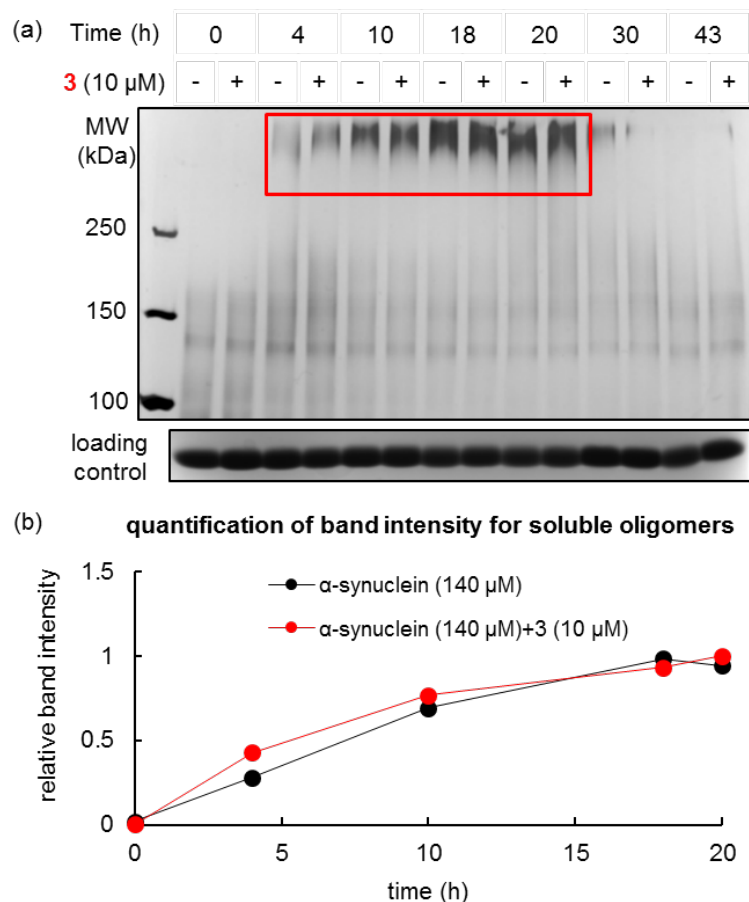 (a) Time (h) 0 4 10 18 20 30 43
3 (10 μM) - + - + - + - + - + - + - +
MW
(kDa)
250
150
100
loading
control
(b) quantification of band intensity for soluble oligomers
1.5
α-synuclein (140 μM)
α-synuclein (140 μM)+3 (10 μM)
1
0.5
0
relative band intensity
0 5 10 15 20
time (h)